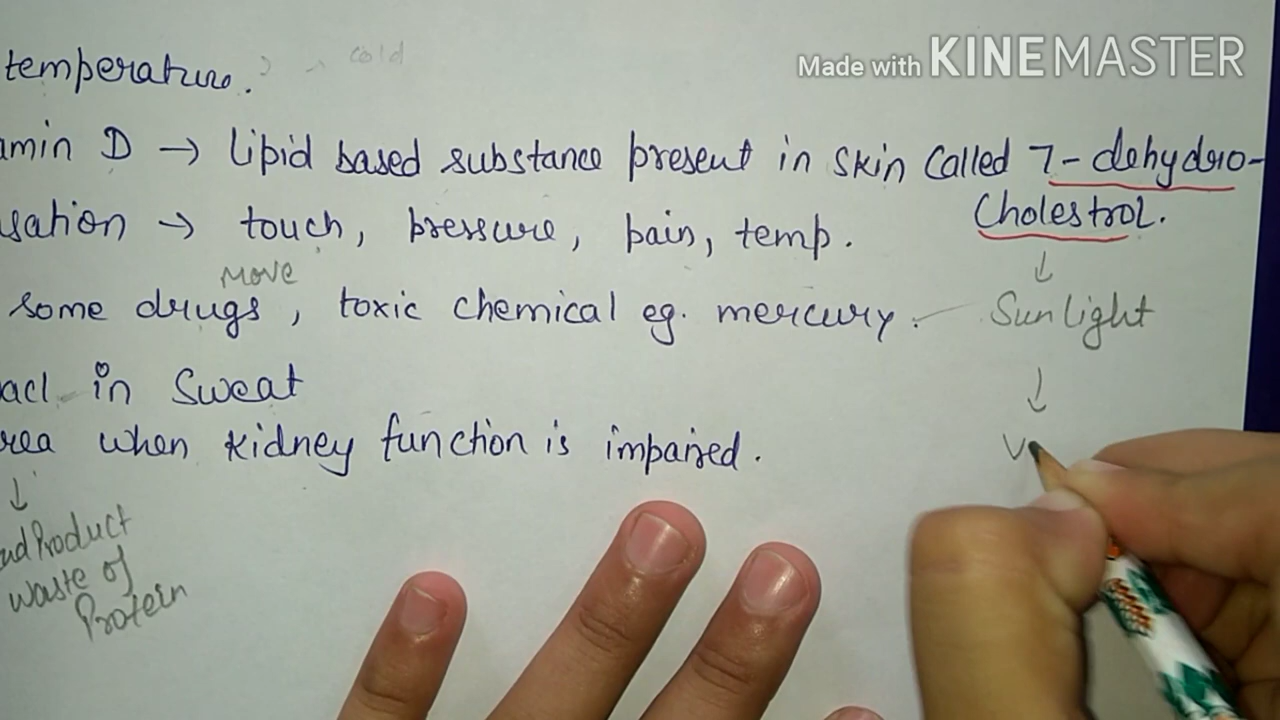 temperature. cold
Made with KINEMASTER
amin D → Lipid based substance present in skin called 7-dehydro-
Cholestrol.
sation → touch, pressure, pain, temp.
↓
move
some drugs, toxic chemical eg. mercury.
Sunlight
↓
acl in Sweat
rea when kidney function is impaired.
V
↓
nd Product
waste of
Protein